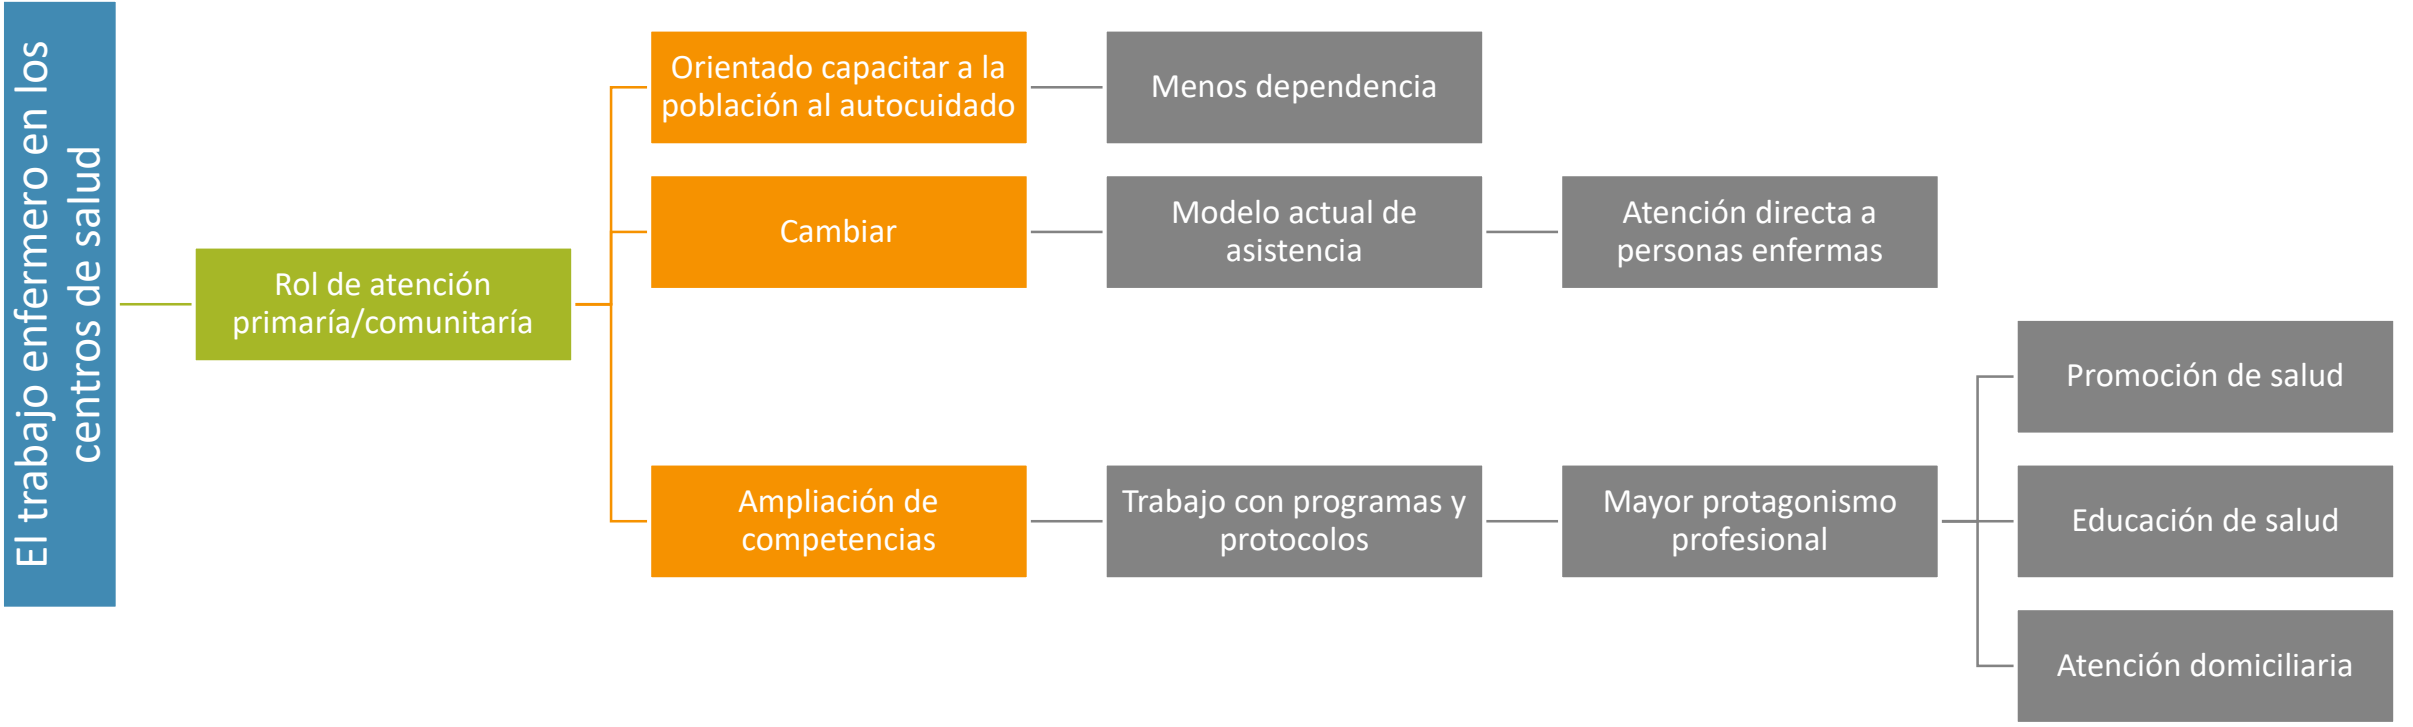 El trabajo enfermero en los
centros de salud
Rol de atención
primaría/comunitaría
Orientado capacitar a la
población al autocuidado
Menos dependencia
Cambiar
Modelo actual de
asistencia
Atención directa a
personas enfermas
Ampliación de
competencias
Trabajo con programas y
protocolos
Mayor protagonismo
profesional
Promoción de salud
Educación de salud
Atención domiciliaria